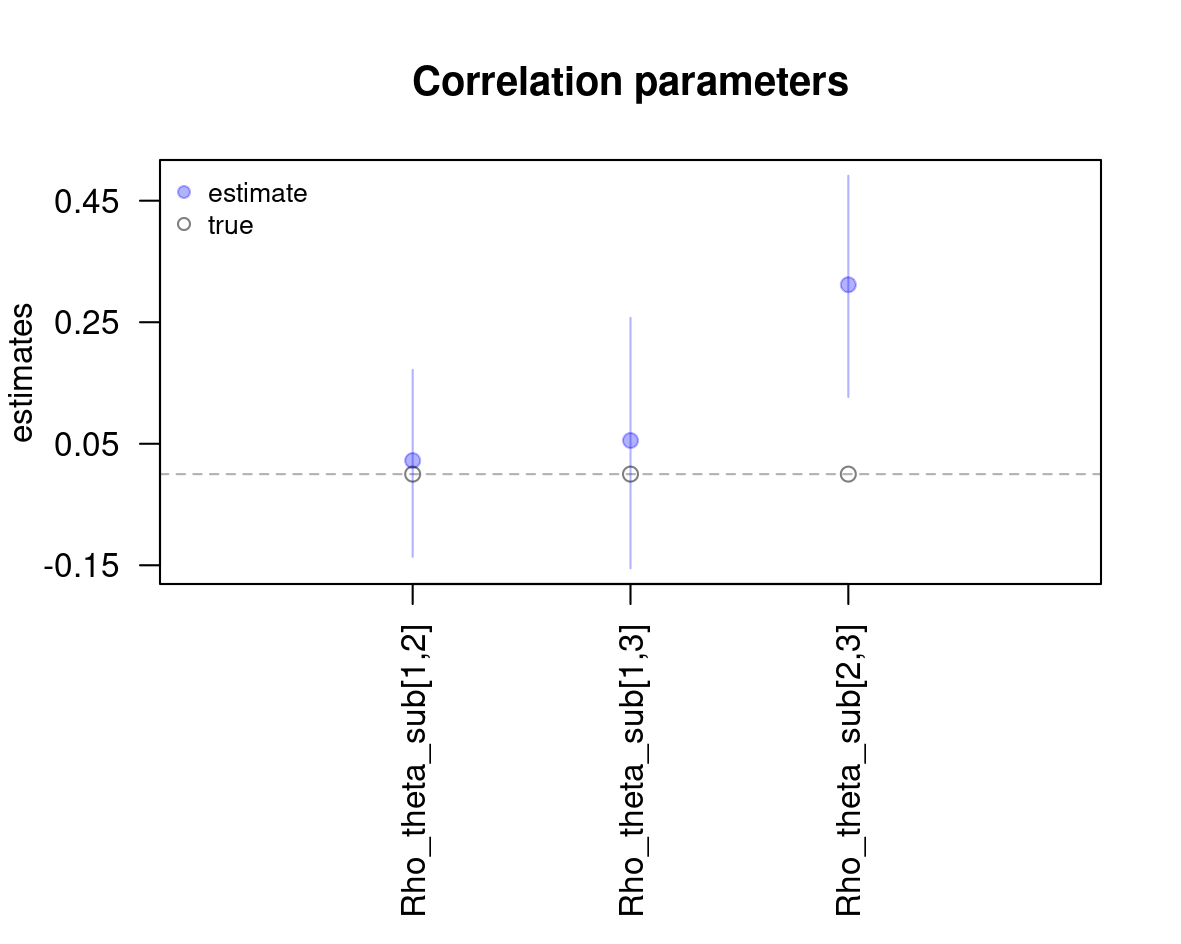 Correlation parameters
estimate
true
estimates
0.45
0.25
0.05
-0.15
Rho_theta_sub[1,2]
Rho_theta_sub[1,3]
Rho_theta_sub[2,3]